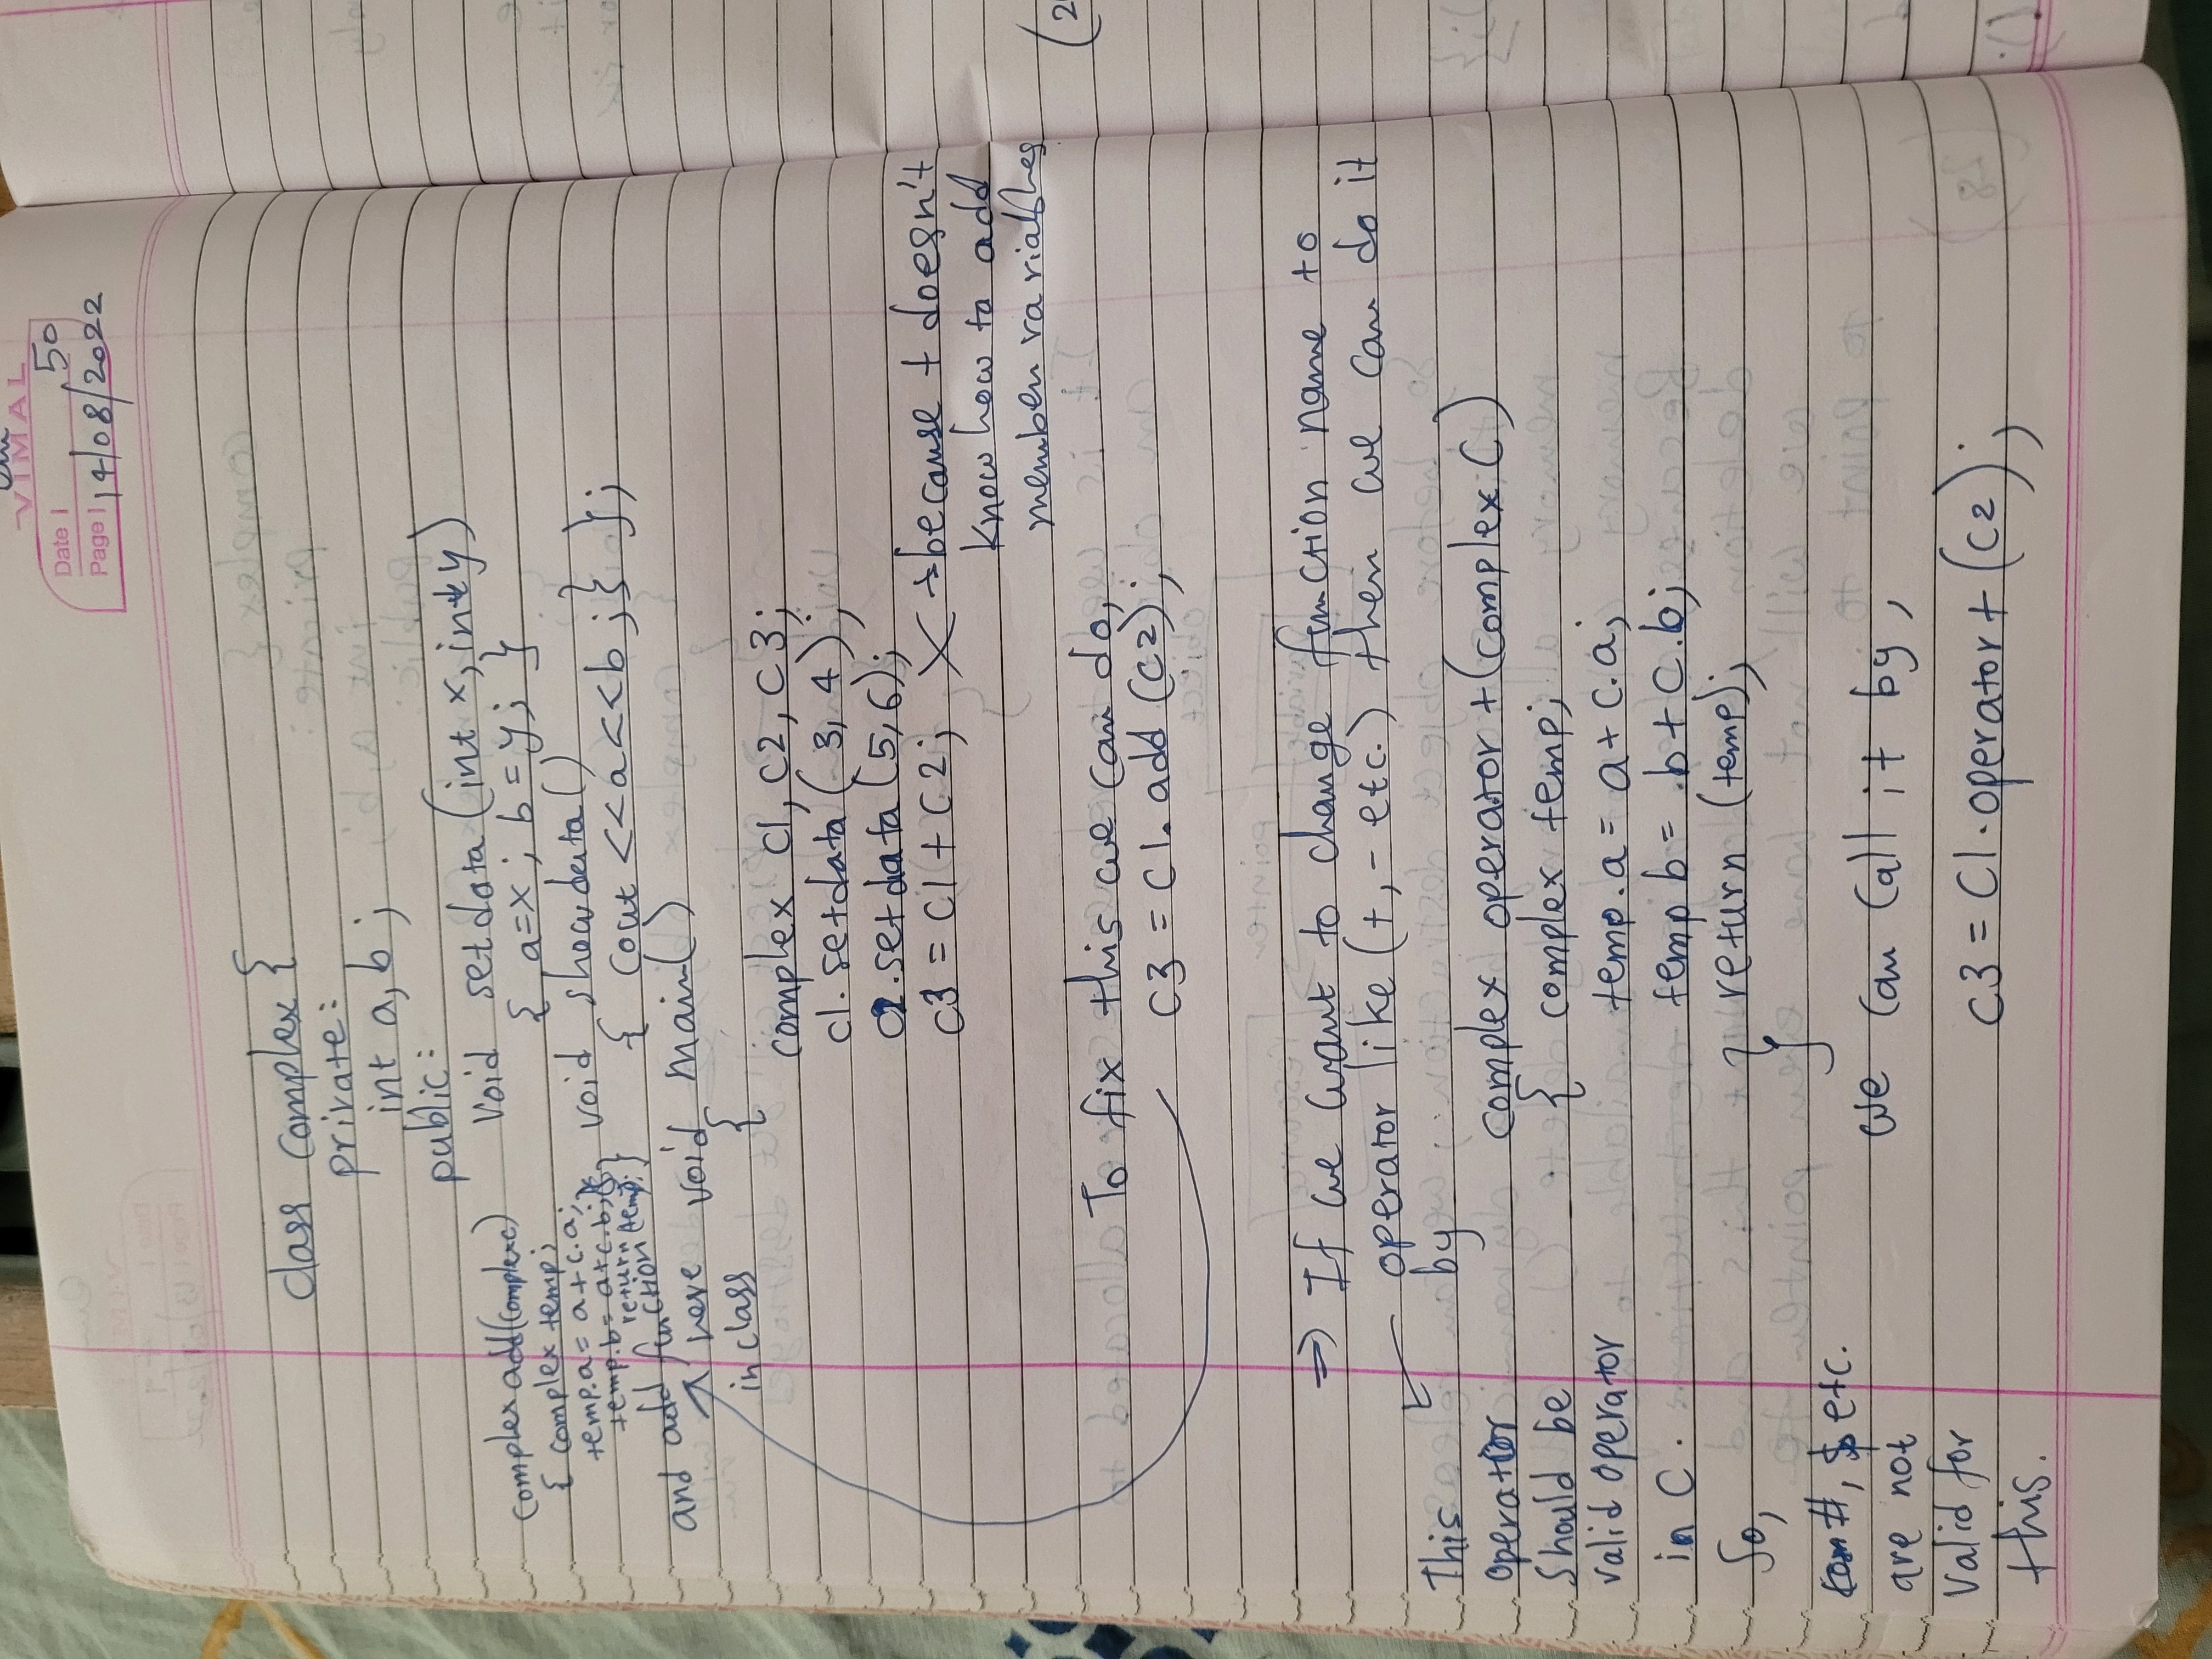 VIMAL
Date | 50
Page | 14/08/2022
class complex {
private:
int a, b;
public:
void setdata (int x, int y)
{ a=x; b=y; }
void showdata()
{ cout <<a<<b;} };
complex add(complex c)
{ complex temp;
temp.a = a+c.a;
temp.b = a+c.b;
return (temp); }
and add function
here
in class
void main()
{
complex c1, c2, c3;
c1.setdata (3, 4);
c2.setdata (5,6);
c3 = c1 + c2; X → because + doesn't
know how to add
member variables
To fix this we can do,
c3 = c1.add (c2);
⇒ If we want to change function name to
operator like (+, - etc.) then we can do it
by
complex operator + (complex C)
{ complex temp;
temp.a = a + c.a;
temp b = .b + c.b;
return (temp);
}
we can call it by,
c3 = c1.operator + (c2);
This
operator
should be
valid operator
in C.
So,
#, $ etc.
are not
valid for
this.